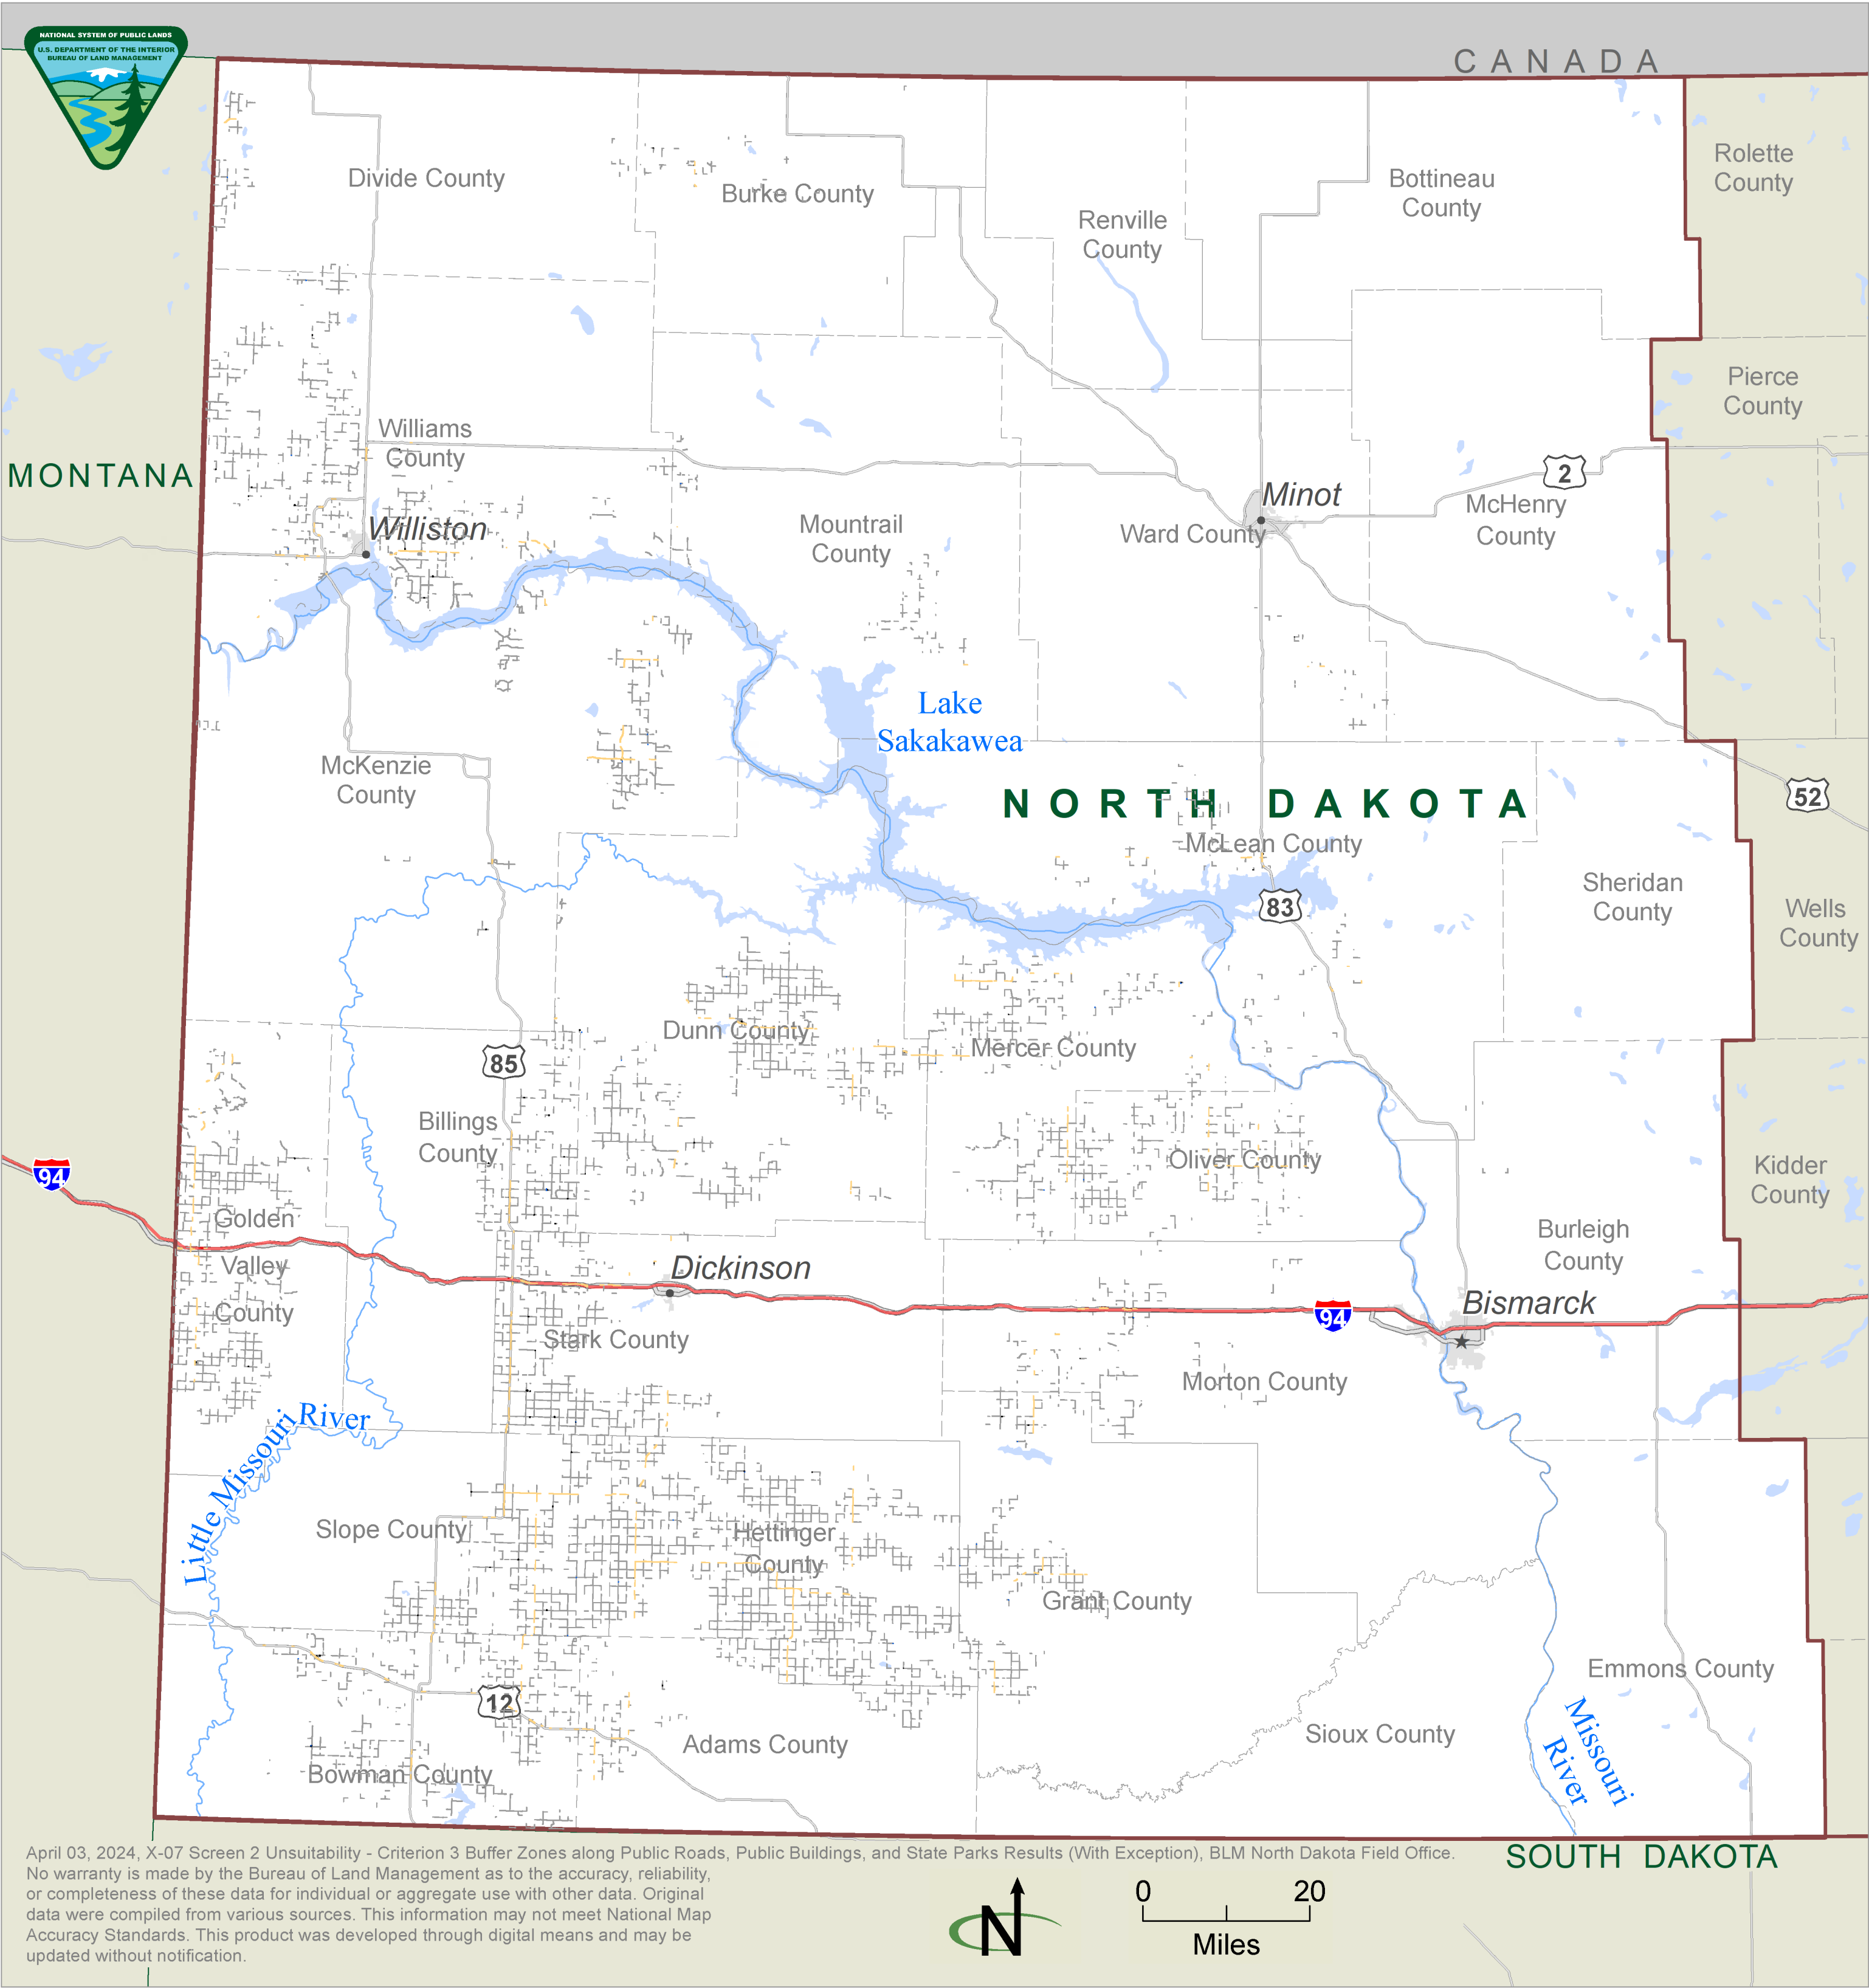 NATIONAL SYSTEM OF PUBLIC LANDS
U.S. DEPARTMENT OF THE INTERIOR
BUREAU OF LAND MANAGEMENT
CANADA
Rolette
County
Divide County
Burke County
Bottineau
County
Renville
County
Pierce
County
Williams
County
MONTANA
2
Minot
McHenry
County
Williston
Mountrail
County
Ward County
Lake
Sakakawea
McKenzie
County
NORTH DAKOTA
52
McLean County
83
Sheridan
County
Wells
County
Dunn County
Mercer County
85
Billings
County
Oliver County
94
Kidder
County
Golden
Valley
County
Burleigh
County
Dickinson
Bismarck
94
Stark County
Morton County
Little Missouri River
Slope County
Hettinger
County
Grant County
Emmons County
12
Adams County
Sioux County
Missouri
River
Bowman County
SOUTH DAKOTA
April 03, 2024, X-07 Screen 2 Unsuitability - Criterion 3 Buffer Zones along Public Roads, Public Buildings, and State Parks Results (With Exception), BLM North Dakota Field Office.
No warranty is made by the Bureau of Land Management as to the accuracy, reliability,
or completeness of these data for individual or aggregate use with other data. Original
data were compiled from various sources. This information may not meet National Map
Accuracy Standards. This product was developed through digital means and may be
updated without notification.
N
0 20
Miles